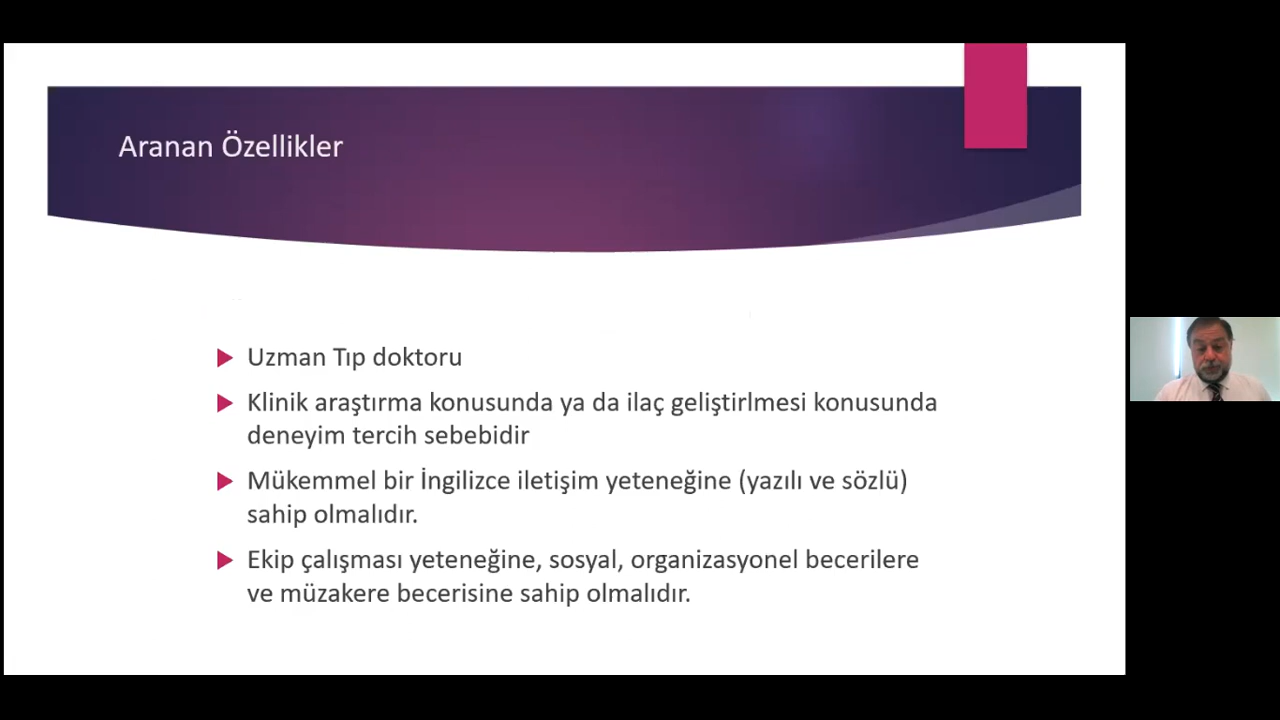 Aranan Özellikler
Uzman Tıp doktoru
Klinik araştırma konusunda ya da ilaç geliştirlmesi konusunda
deneyim tercih sebebidir
Mükemmel bir İngilizce iletişim yeteneğine (yazılı ve sözlü)
sahip olmalıdır.
Ekip çalışması yeteneğine, sosyal, organizasyonel becerilere
ve müzakere becerisine sahip olmalıdır.